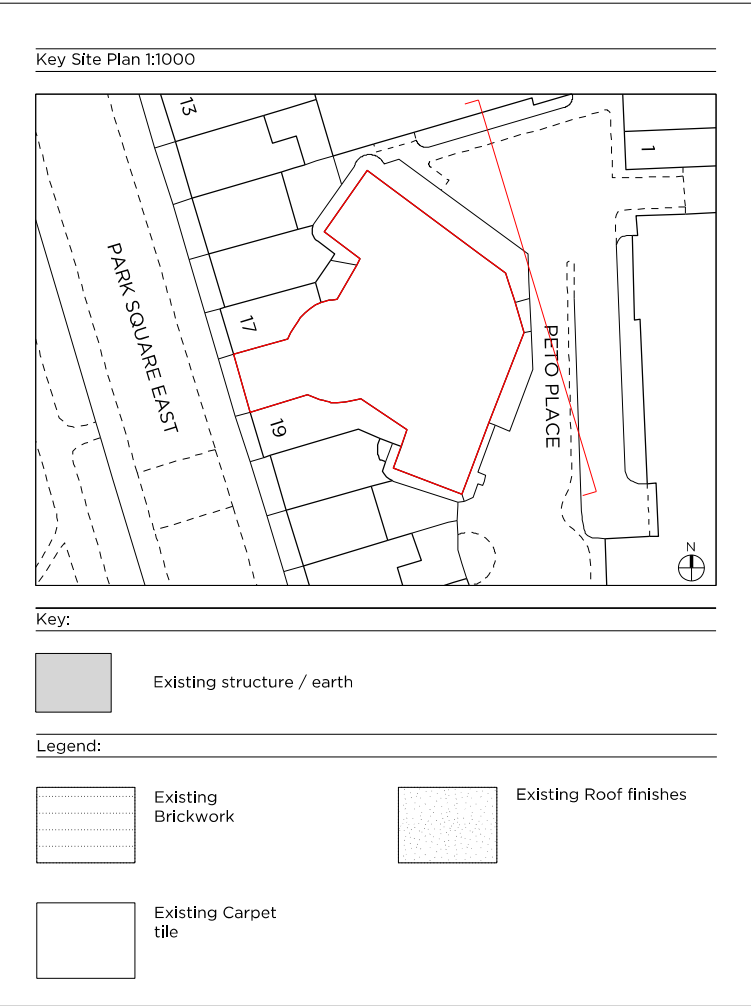 Key Site Plan 1:1000
13
1
PARK SQUARE EAST
17
PETO PLACE
19
N
Key:
Existing structure / earth
Legend:
Existing
Brickwork
Existing Roof finishes
Existing Carpet
tile